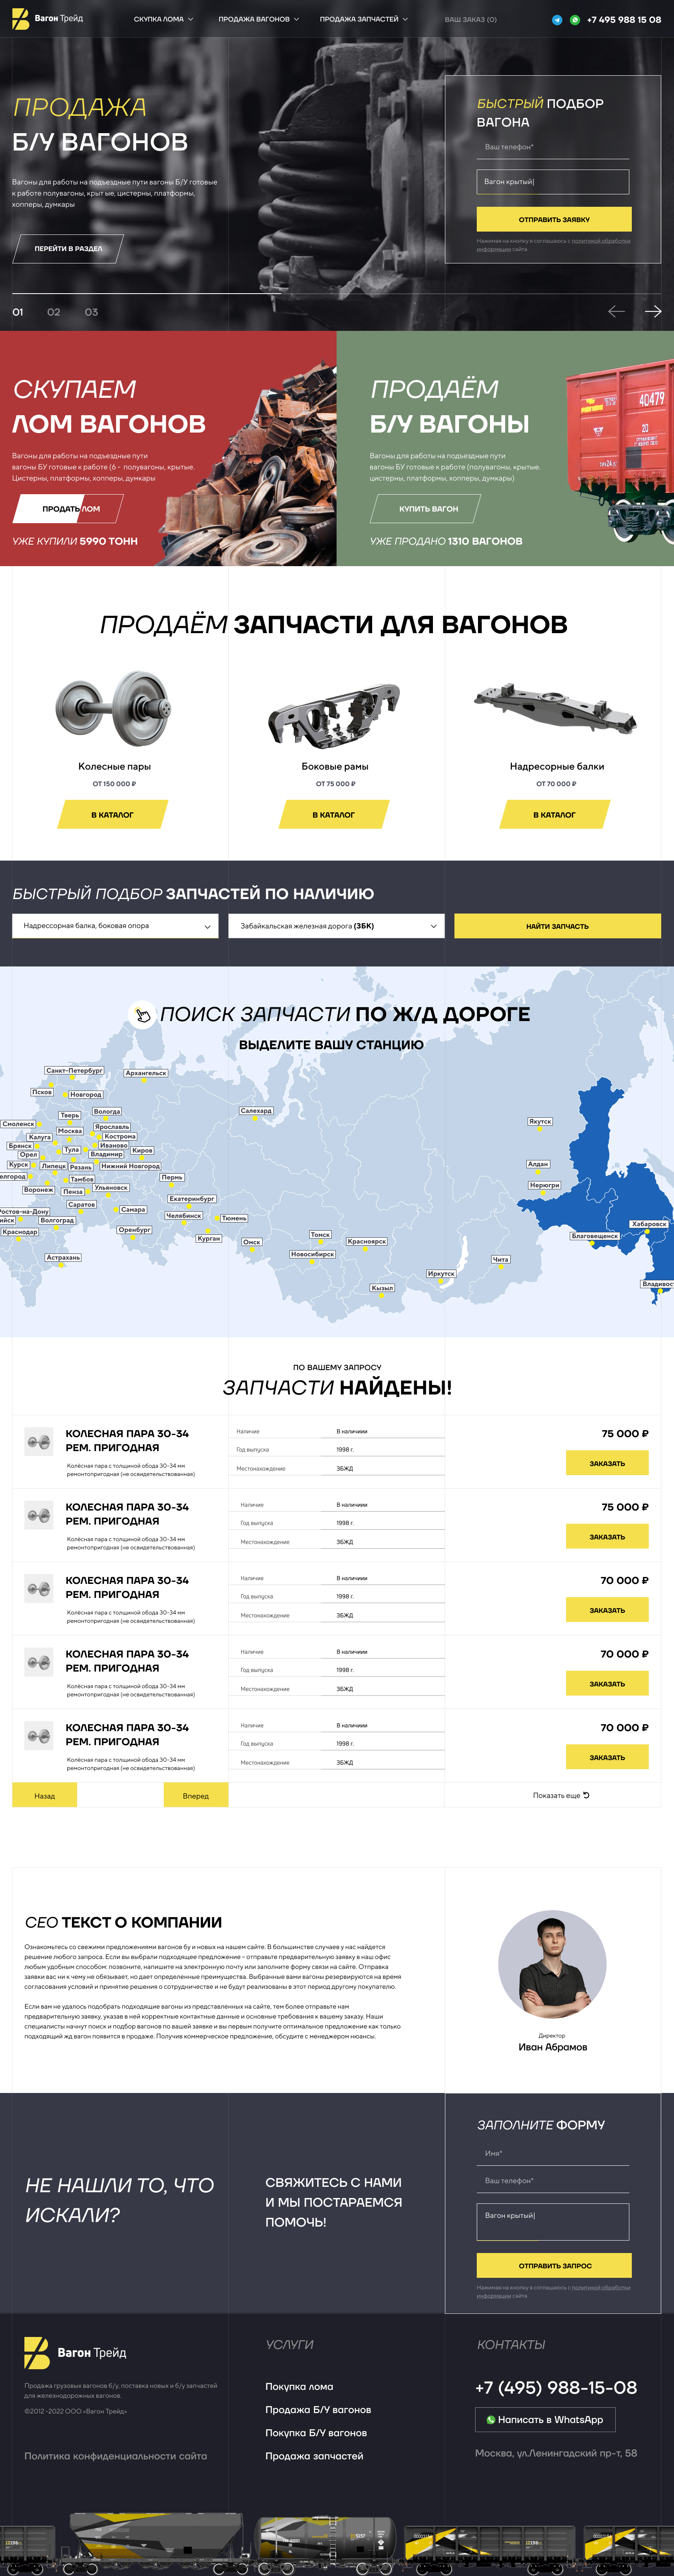 Вагон Трейд
СКУПКА ЛОМА
ПРОДАЖА ВАГОНОВ
ПРОДАЖА ЗАПЧАСТЕЙ
ВАШ ЗАКАЗ (0)
+7 495 988 15 08
ПРОДАЖА
Б/У ВАГОНОВ
Вагоны для работы на подъездные пути вагоны Б/У готовые
к работе полувагоны, крыт ые, цистерны, платформы,
хопперы, думкары
ПЕРЕЙТИ В РАЗДЕЛ
БЫСТРЫЙ ПОДБОР
ВАГОНА
Ваш телефон*
Вагон крытый|
ОТПРАВИТЬ ЗАЯВКУ
Нажимая на кнопку я соглашаюсь с политикой обработки
информации сайта
01
02
03
СКУПАЕМ
ЛОМ ВАГОНОВ
Вагоны для работы на подъездные пути
вагоны БУ готовые к работе (6 - полувагоны, крытые.
Цистерны, платформы, хопперы, думкары
ПРОДАТЬ ЛОМ
УЖЕ КУПИЛИ 5990 ТОНН
ПРОДАЁМ
Б/У ВАГОНЫ
Вагоны для работы на подъездные пути
вагоны БУ готовые к работе (полувагоны, крытые.
цистерны, платформы, хопперы, думкары)
КУПИТЬ ВАГОН
УЖЕ ПРОДАНО 1310 ВАГОНОВ
40479
20
ПРОДАЁМ ЗАПЧАСТИ ДЛЯ ВАГОНОВ
Колесные пары
ОТ 150 000 ₽
В КАТАЛОГ
Боковые рамы
ОТ 75 000 ₽
В КАТАЛОГ
Надресорные балки
ОТ 70 000 ₽
В КАТАЛОГ
БЫСТРЫЙ ПОДБОР ЗАПЧАСТЕЙ ПО НАЛИЧИЮ
Надрессорная балка, боковая опора
Забайкальская железная дорога (ЗБК)
НАЙТИ ЗАПЧАСТЬ
ПОИСК ЗАПЧАСТИ ПО Ж/Д ДОРОГЕ
ВЫДЕЛИТЕ ВАШУ СТАНЦИЮ
Санкт-Петербург
Архангельск
Псков
Новгород
Тверь
Вологда
Салехард
Смоленск
Москва
Ярославль
Якутск
Калуга
Кострома
Брянск
Иваново
Орел
Тула
Владимир
Киров
Курск
Липецк
Рязань
Нижний Новгород
Алдан
елгород
Тамбов
Пермь
Воронеж
Пенза
Ульяновск
Нерюгри
Саратов
Екатеринбург
Ростов-на-Дону
Самара
Челябинск
Тюмень
ийск
Волгоград
Хабаровск
Краснодар
Оренбург
Курган
Омск
Томск
Красноярск
Благовещенск
Астрахань
Новосибирск
Чита
Иркутск
Кызыл
Владивост
ПО ВАШЕМУ ЗАПРОСУ
ЗАПЧАСТИ НАЙДЕНЫ!
КОЛЕСНАЯ ПАРА 30-34
РЕМ. ПРИГОДНАЯ
Колёсная пара с толщиной обода 30-34 мм
ремонтопригодная (не освидетельствованная)
Наличие В наличиии
Год выпуска 1998 г.
Местонахождение ЗБЖД
75 000 ₽
ЗАКАЗАТЬ
КОЛЕСНАЯ ПАРА 30-34
РЕМ. ПРИГОДНАЯ
Колёсная пара с толщиной обода 30-34 мм
ремонтопригодная (не освидетельствованная)
Наличие В наличиии
Год выпуска 1998 г.
Местонахождение ЗБЖД
75 000 ₽
ЗАКАЗАТЬ
КОЛЕСНАЯ ПАРА 30-34
РЕМ. ПРИГОДНАЯ
Колёсная пара с толщиной обода 30-34 мм
ремонтопригодная (не освидетельствованная)
Наличие В наличиии
Год выпуска 1998 г.
Местонахождение ЗБЖД
70 000 ₽
ЗАКАЗАТЬ
КОЛЕСНАЯ ПАРА 30-34
РЕМ. ПРИГОДНАЯ
Колёсная пара с толщиной обода 30-34 мм
ремонтопригодная (не освидетельствованная)
Наличие В наличиии
Год выпуска 1998 г.
Местонахождение ЗБЖД
70 000 ₽
ЗАКАЗАТЬ
КОЛЕСНАЯ ПАРА 30-34
РЕМ. ПРИГОДНАЯ
Колёсная пара с толщиной обода 30-34 мм
ремонтопригодная (не освидетельствованная)
Наличие В наличиии
Год выпуска 1998 г.
Местонахождение ЗБЖД
70 000 ₽
ЗАКАЗАТЬ
Назад
Вперед
Показать еще
СЕО ТЕКСТ О КОМПАНИИ
Ознакомьтесь со свежими предложениями вагонов бу и новых на нашем сайте. В большинстве случаев у нас найдется
решение любого запроса. Если вы выбрали подходящее предложение - отправьте предварительную заявку в наш офис
любым удобным способом: позвоните, напишите на электронную почту или заполните форму связи на сайте. Отправка
заявки вас ни к чему не обязывает, но дает определенные преимущества. Выбранные вами вагоны резервируются на время
согласования условий и принятия решения о сотрудничестве и не будут реализованы в этот период другому покупателю.
Если вам не удалось подобрать подходящие вагоны из представленных на сайте, тем более отправьте нам
предварительную заявку, указав в ней корректные контактные данные и основные требования к вашему заказу. Наши
специалисты начнут поиск и подбор вагонов по вашей заявке и вы первым получите оптимальное предложение как только
подходящий жд вагон появится в продаже. Получив коммерческое предложение, обсудите с менеджером нюансы.
Директор
Иван Абрамов
НЕ НАШЛИ ТО, ЧТО
ИСКАЛИ?
СВЯЖИТЕСЬ С НАМИ
И МЫ ПОСТАРАЕМСЯ
ПОМОЧЬ!
ЗАПОЛНИТЕ ФОРМУ
Имя*
Ваш телефон*
Вагон крытый|
ОТПРАВИТЬ ЗАПРОС
Нажимая на кнопку я соглашаюсь с политикой обработки
информации сайта
Вагон Трейд
Продажа грузовых вагонов б/у, поставка новых и б/у запчастей
для железнодорожных вагонов.
©2012 -2022 ООО «Вагон Трейд»
Политика конфиденциальности сайта
УСЛУГИ
Покупка лома
Продажа Б/У вагонов
Покупка Б/У вагонов
Продажа запчастей
КОНТАКТЫ
+7 (495) 988-15-08
Написать в WhatsApp
Москва, ул.Ленингадский пр-т, 58